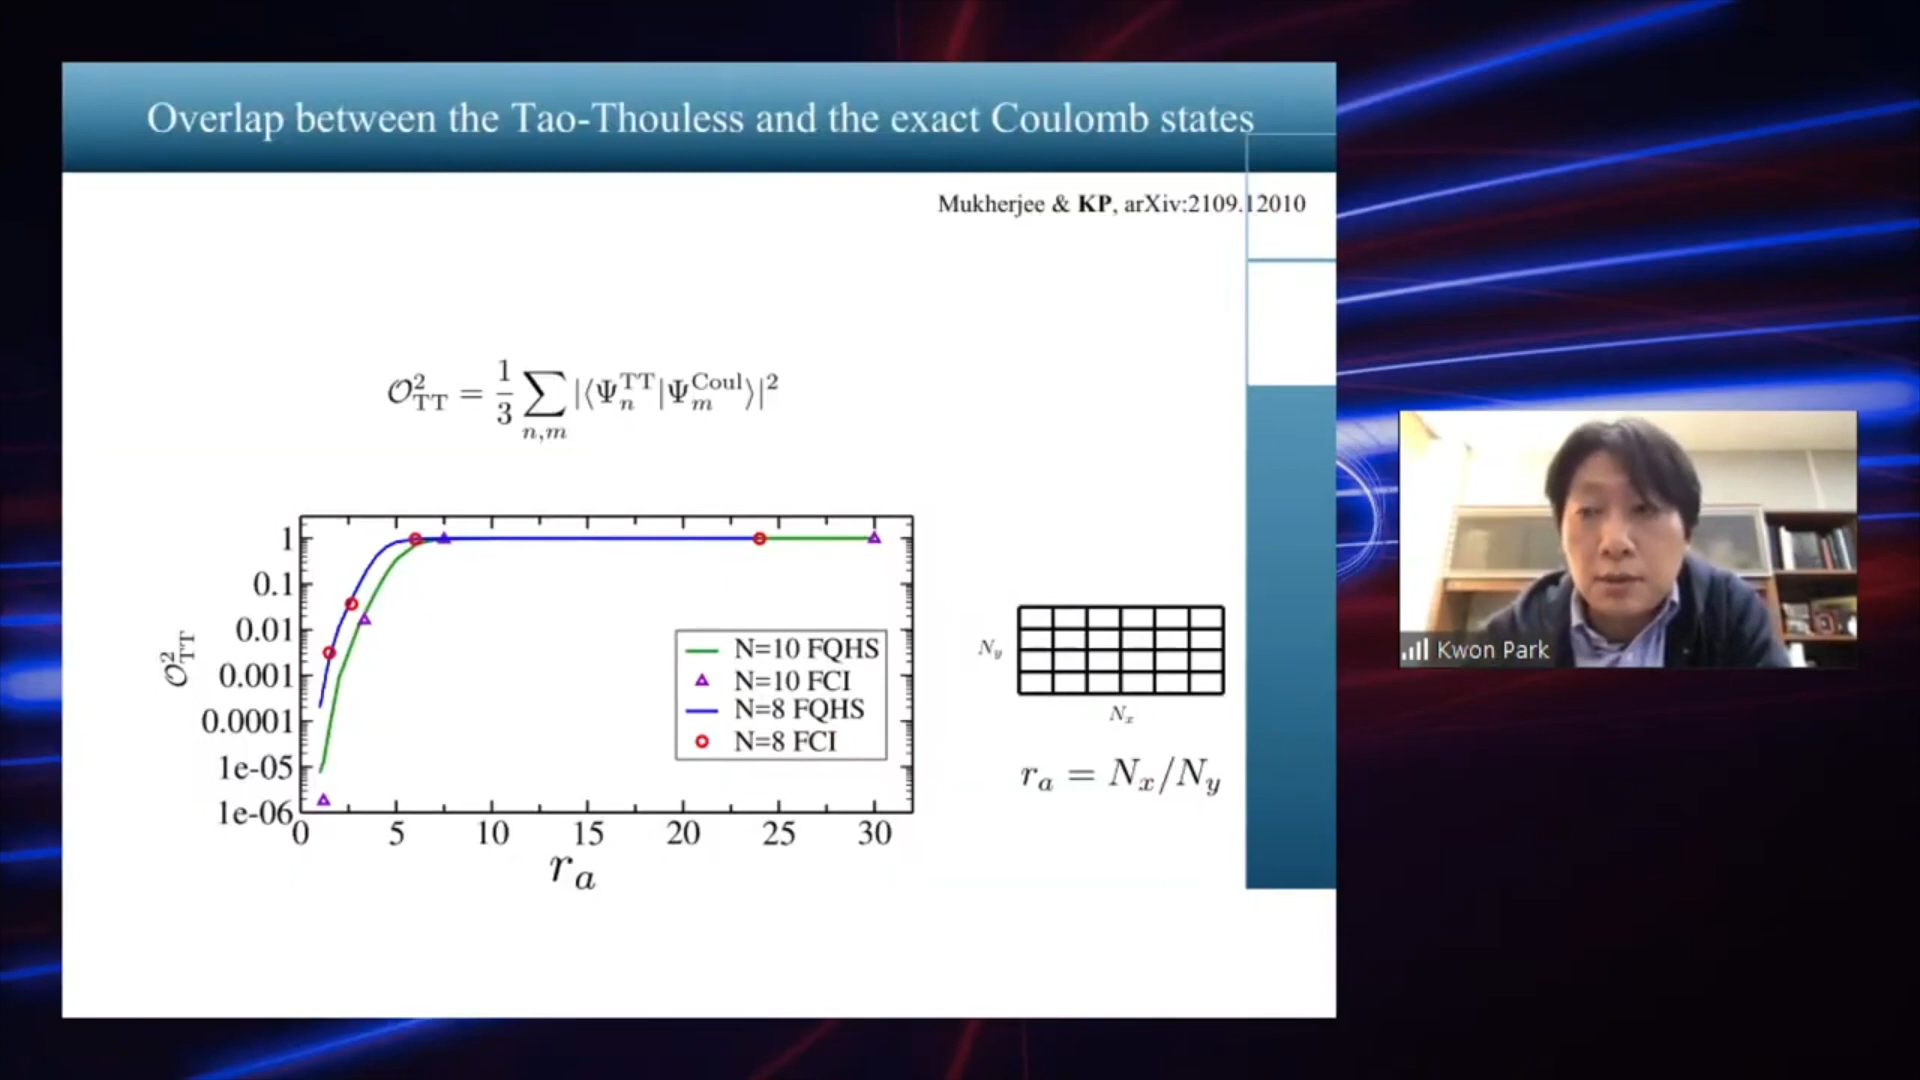 Overlap between the Tao-Thouless and the exact Coulomb states
Mukherjee & KP, arXiv:2109.12010
𝒪²_TT = 1/3 ∑_{n,m} |⟨Ψ_n^TT|Ψ_m^Coul⟩|²
1
0.1
0.01
0.001
0.0001
1e-05
1e-06
𝒪²_TT
0 5 10 15 20 25 30
r_a
N=10 FQHS
N=10 FCI
N=8 FQHS
N=8 FCI
N_y
N_x
r_a = N_x/N_y
Kwon Park